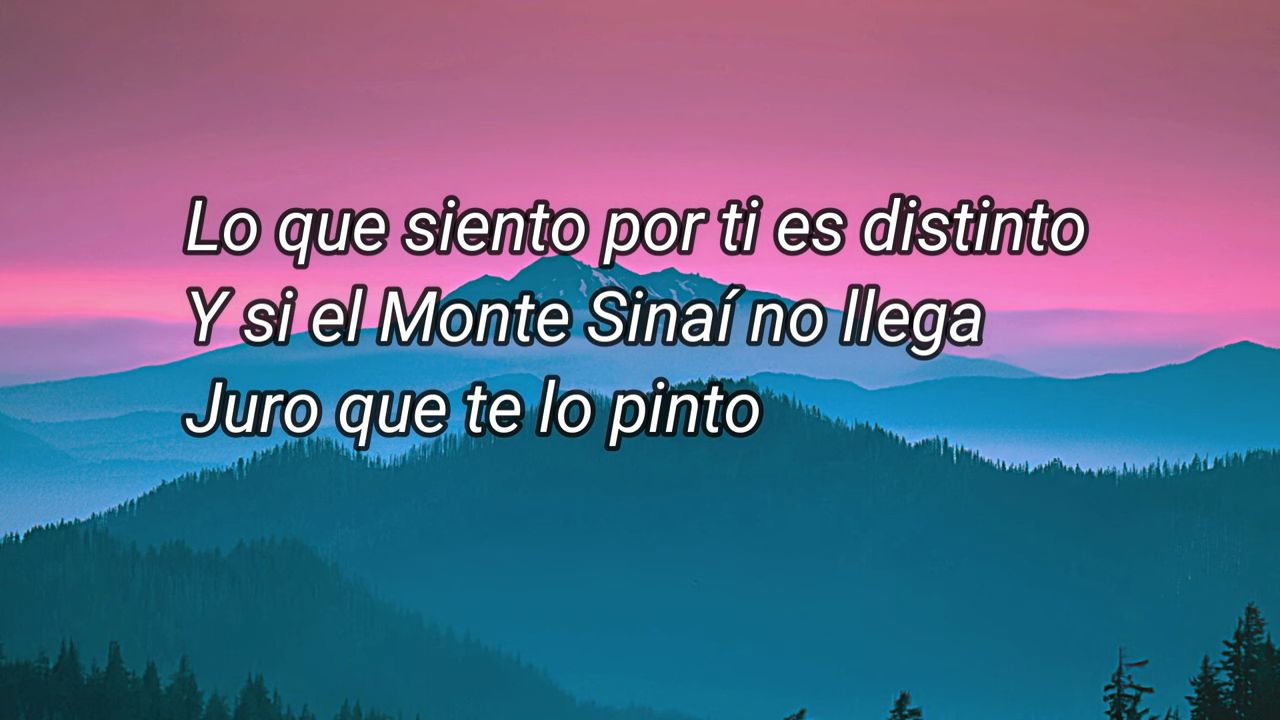 Lo que siento por ti es distinto
Y si el Monte Sinaí no llega
Juro que te lo pinto